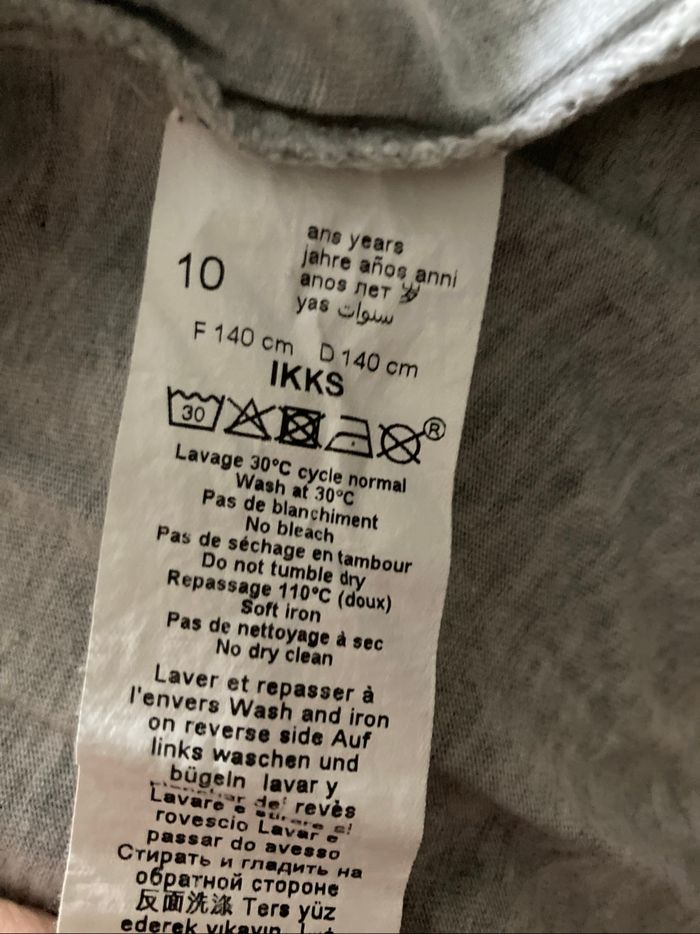 10
ans years
jahre años anni
anos лет 岁
yas سنوات
F 140 cm D 140 cm
IKKS
30
®
Lavage 30°C cycle normal
Wash at 30°C
Pas de blanchiment
No bleach
Pas de séchage en tambour
Do not tumble dry
Repassage 110°C (doux)
Soft iron
Pas de nettoyage à sec
No dry clean
Laver et repasser à
l'envers Wash and iron
on reverse side Auf
links waschen und
bügeln lavar y
del revès
Lavare e
rovescio Lavar e
passar do avesso
Стирать и гладить на
обратной стороне
反面洗涤 Ters yüz
ederek yıkayın